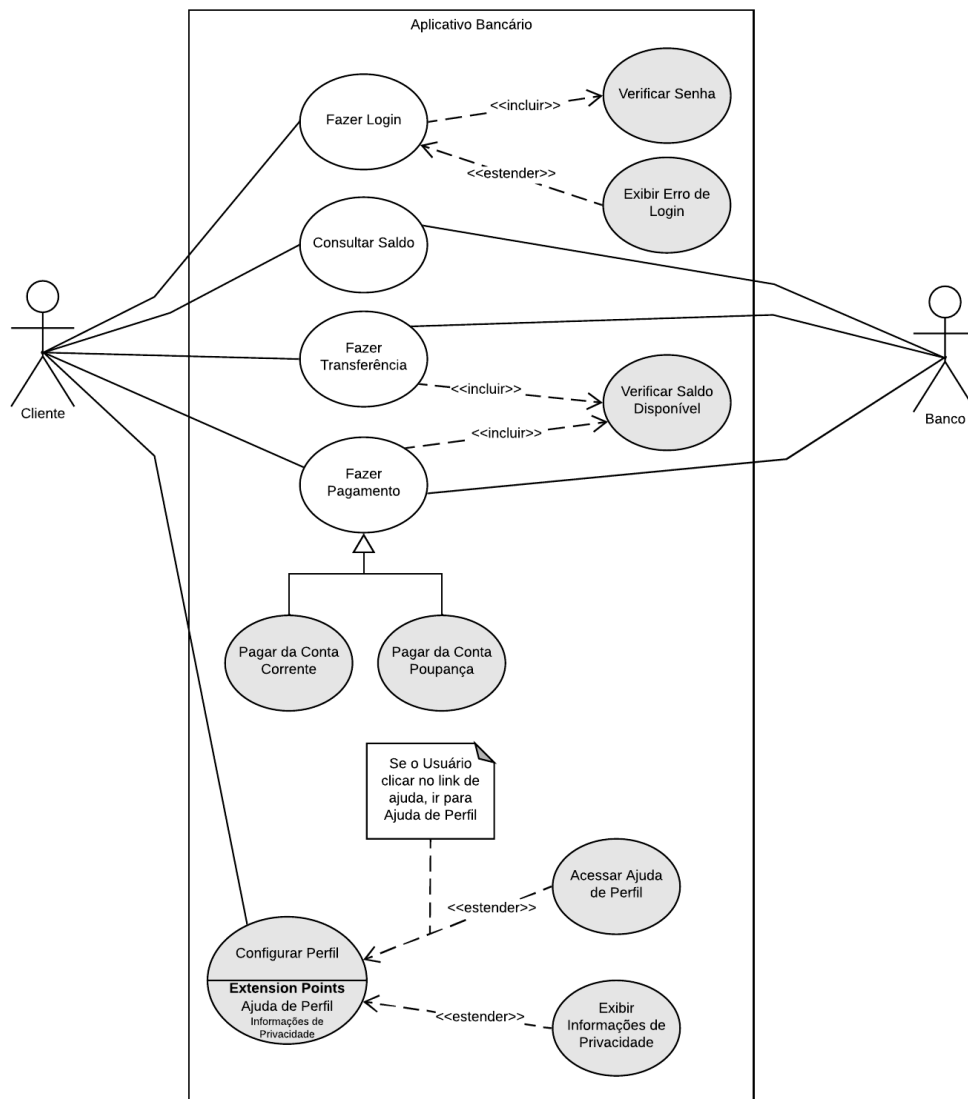 Aplicativo Bancário
Fazer Login
<<incluir>>
Verificar Senha
<<estender>>
Exibir Erro de
Login
Consultar Saldo
Cliente
Fazer
Transferência
<<incluir>>
Verificar Saldo
Disponível
Banco
<<incluir>>
Fazer
Pagamento
Pagar da Conta
Corrente
Pagar da Conta
Poupança
Se o Usuário
clicar no link de
ajuda, ir para
Ajuda de Perfil
Acessar Ajuda
de Perfil
<<estender>>
Configurar Perfil
Extension Points
Ajuda de Perfil
Informações de
Privacidade
<<estender>>
Exibir
Informações de
Privacidade